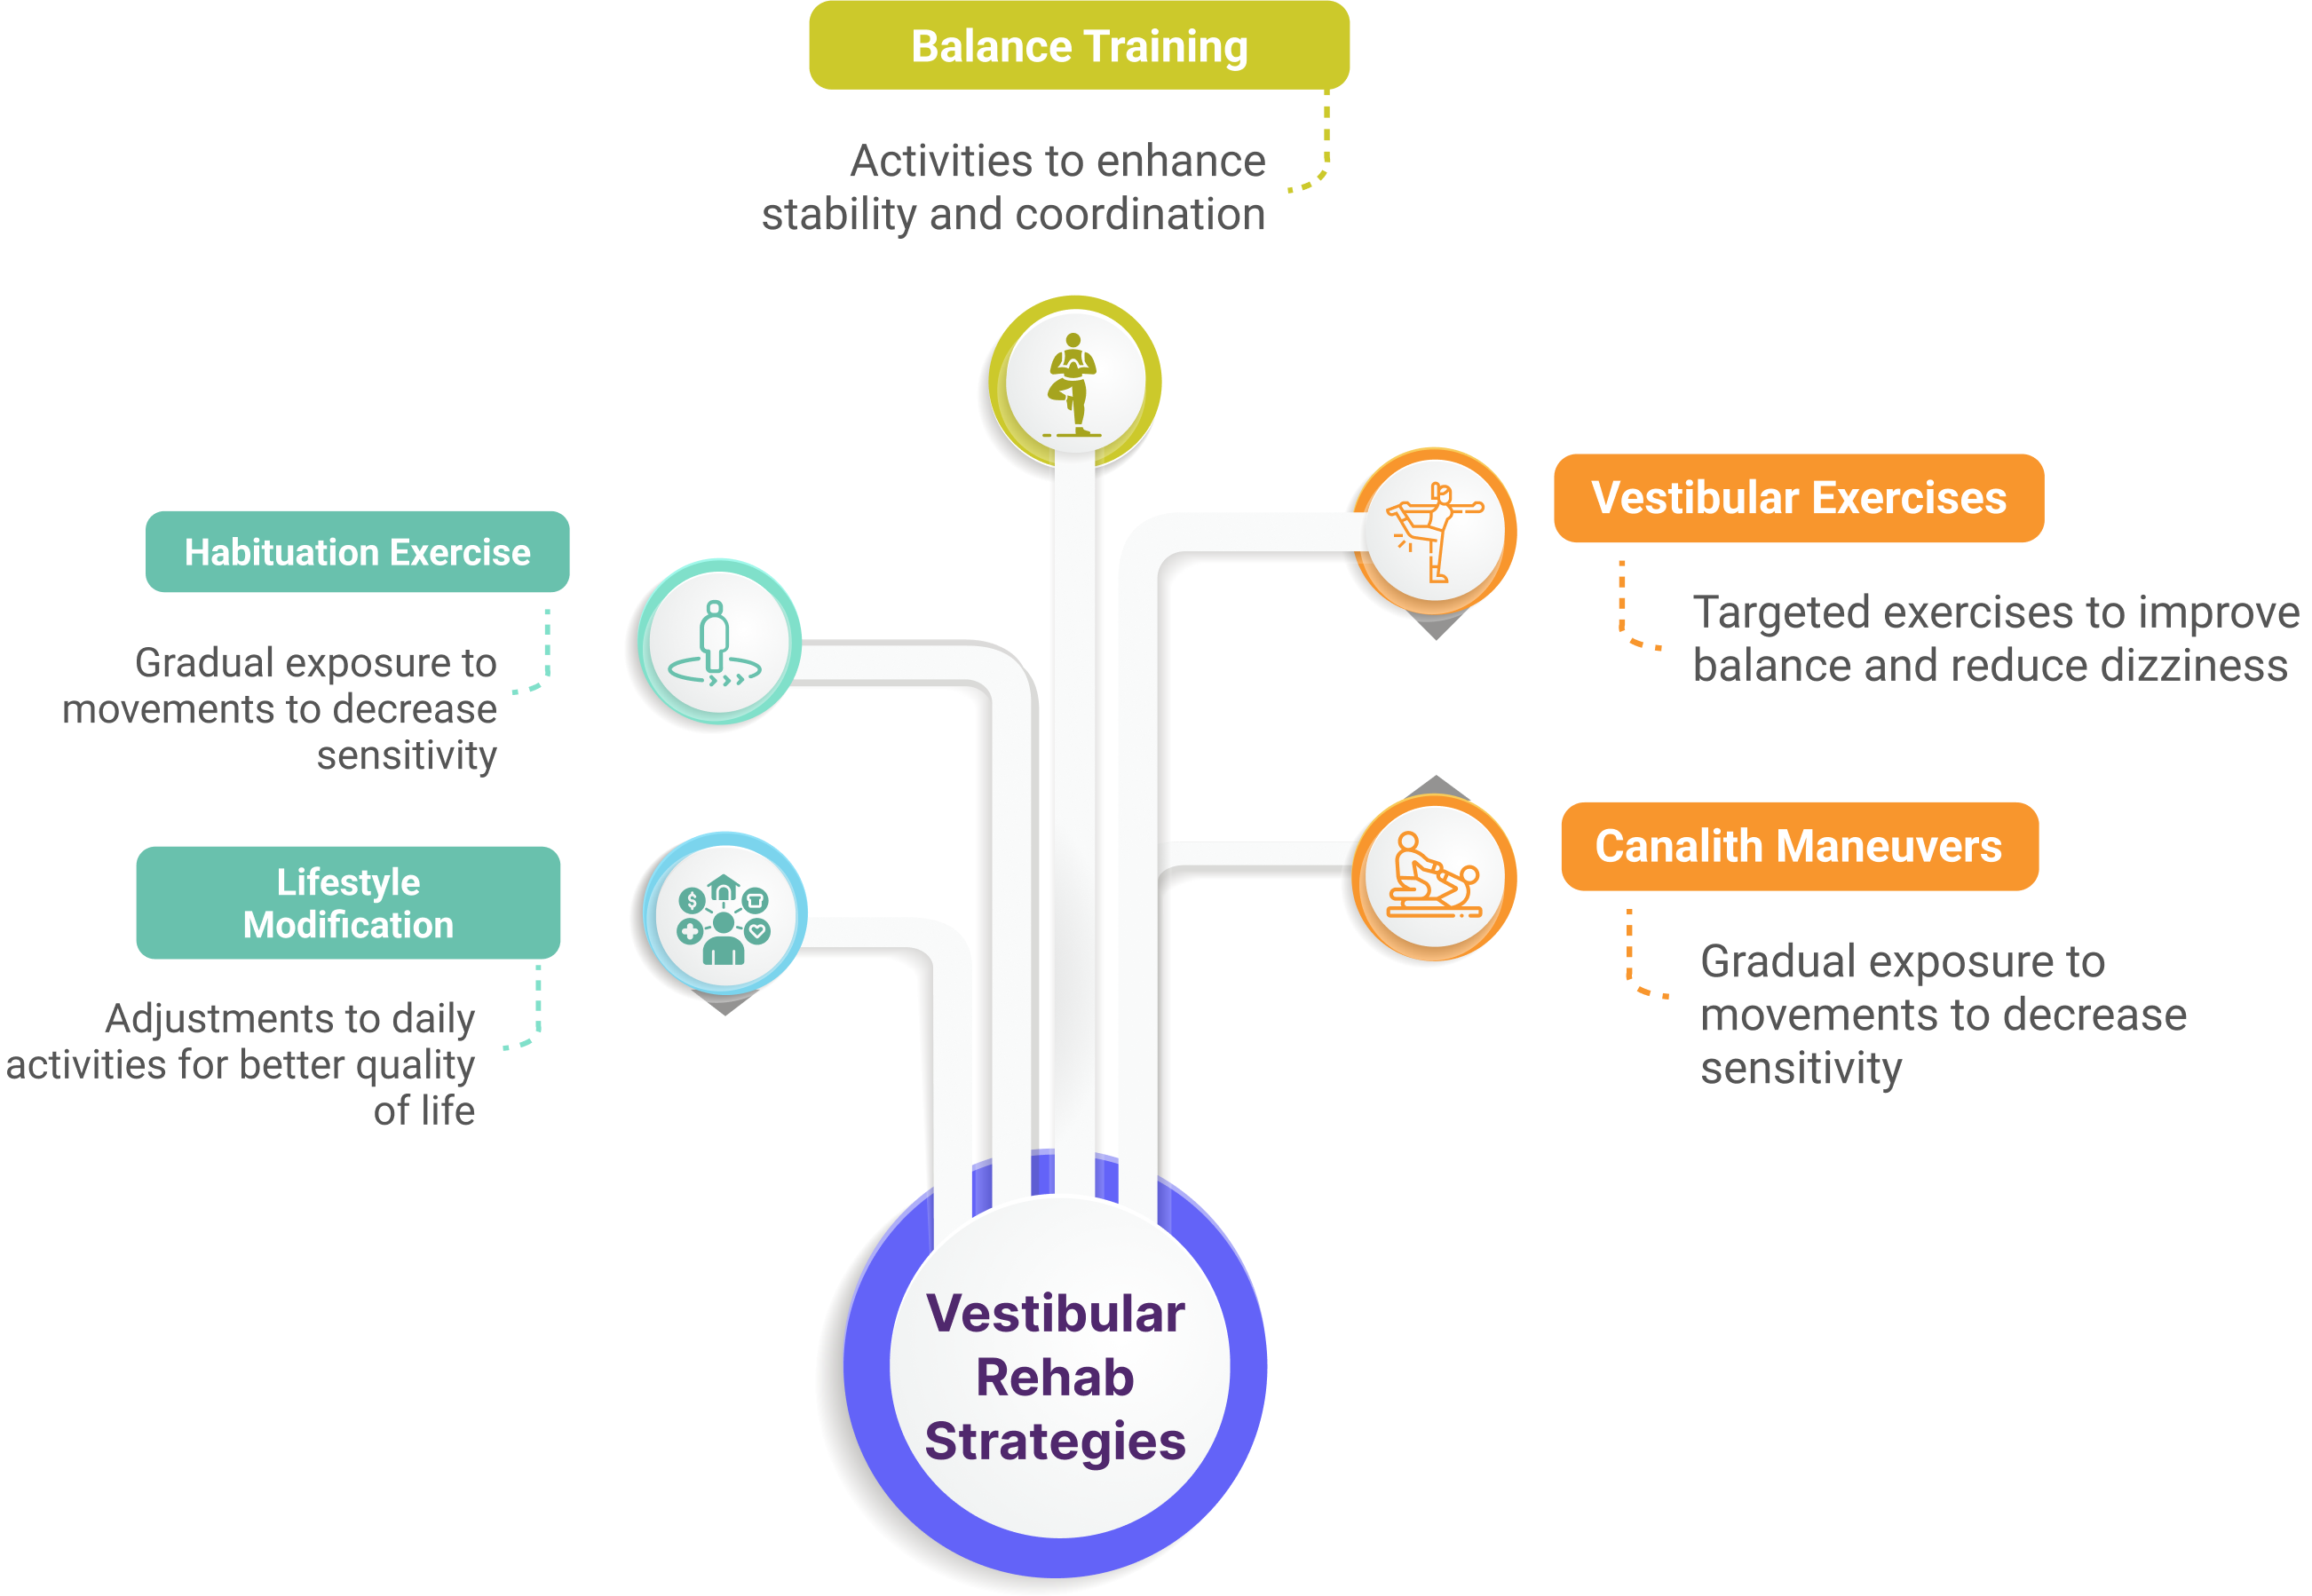 Balance Training
Activities to enhance
stability and coordination
Vestibular Exercises
Targeted exercises to improve
balance and reduce dizziness
Habituation Exercise
Gradual exposure to
movements to decrease
sensitivity
Canalith Maneuvers
Gradual exposure to
movements to decrease
sensitivity
Lifestyle
Modification
Adjustments to daily
activities for better quality
of life
Vestibular
Rehab
Strategies